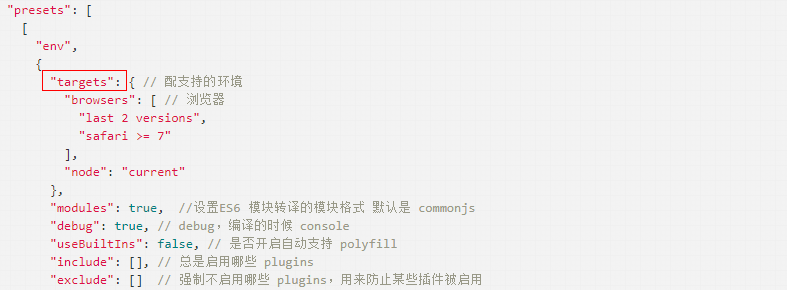 "presets": [
[
"env",
{
"targets": { // 配支持的环境
"browsers": [ // 浏览器
"last 2 versions",
"safari >= 7"
],
"node": "current"
},
"modules": true,  //设置ES6 模块转译的模块格式 默认是 commonjs
"debug": true, // debug，编译的时候 console
"useBuiltIns": false, // 是否开启自动支持 polyfill
"include": [], // 总是启用哪些 plugins
"exclude": []  // 强制不启用哪些 plugins，用来防止某些插件被启用